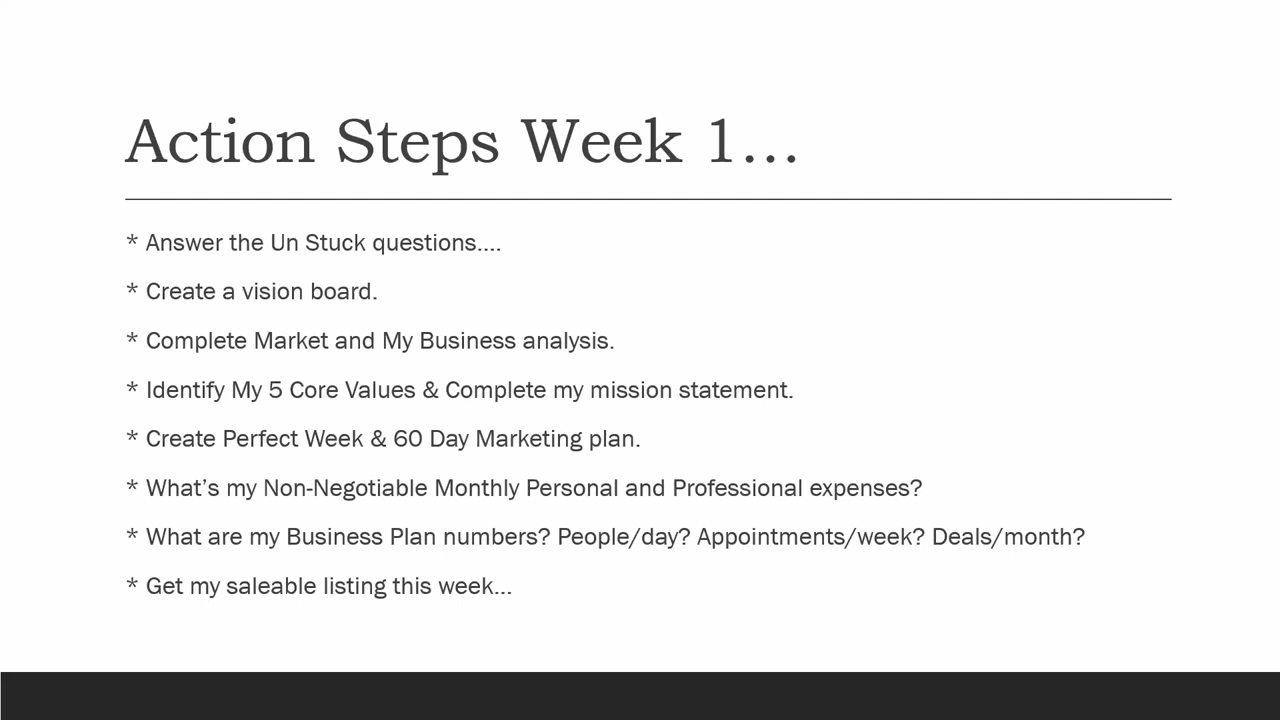 Action Steps Week 1…
* Answer the Un Stuck questions....
* Create a vision board.
* Complete Market and My Business analysis.
* Identify My 5 Core Values & Complete my mission statement.
* Create Perfect Week & 60 Day Marketing plan.
* What’s my Non-Negotiable Monthly Personal and Professional expenses?
* What are my Business Plan numbers? People/day? Appointments/week? Deals/month?
* Get my saleable listing this week…